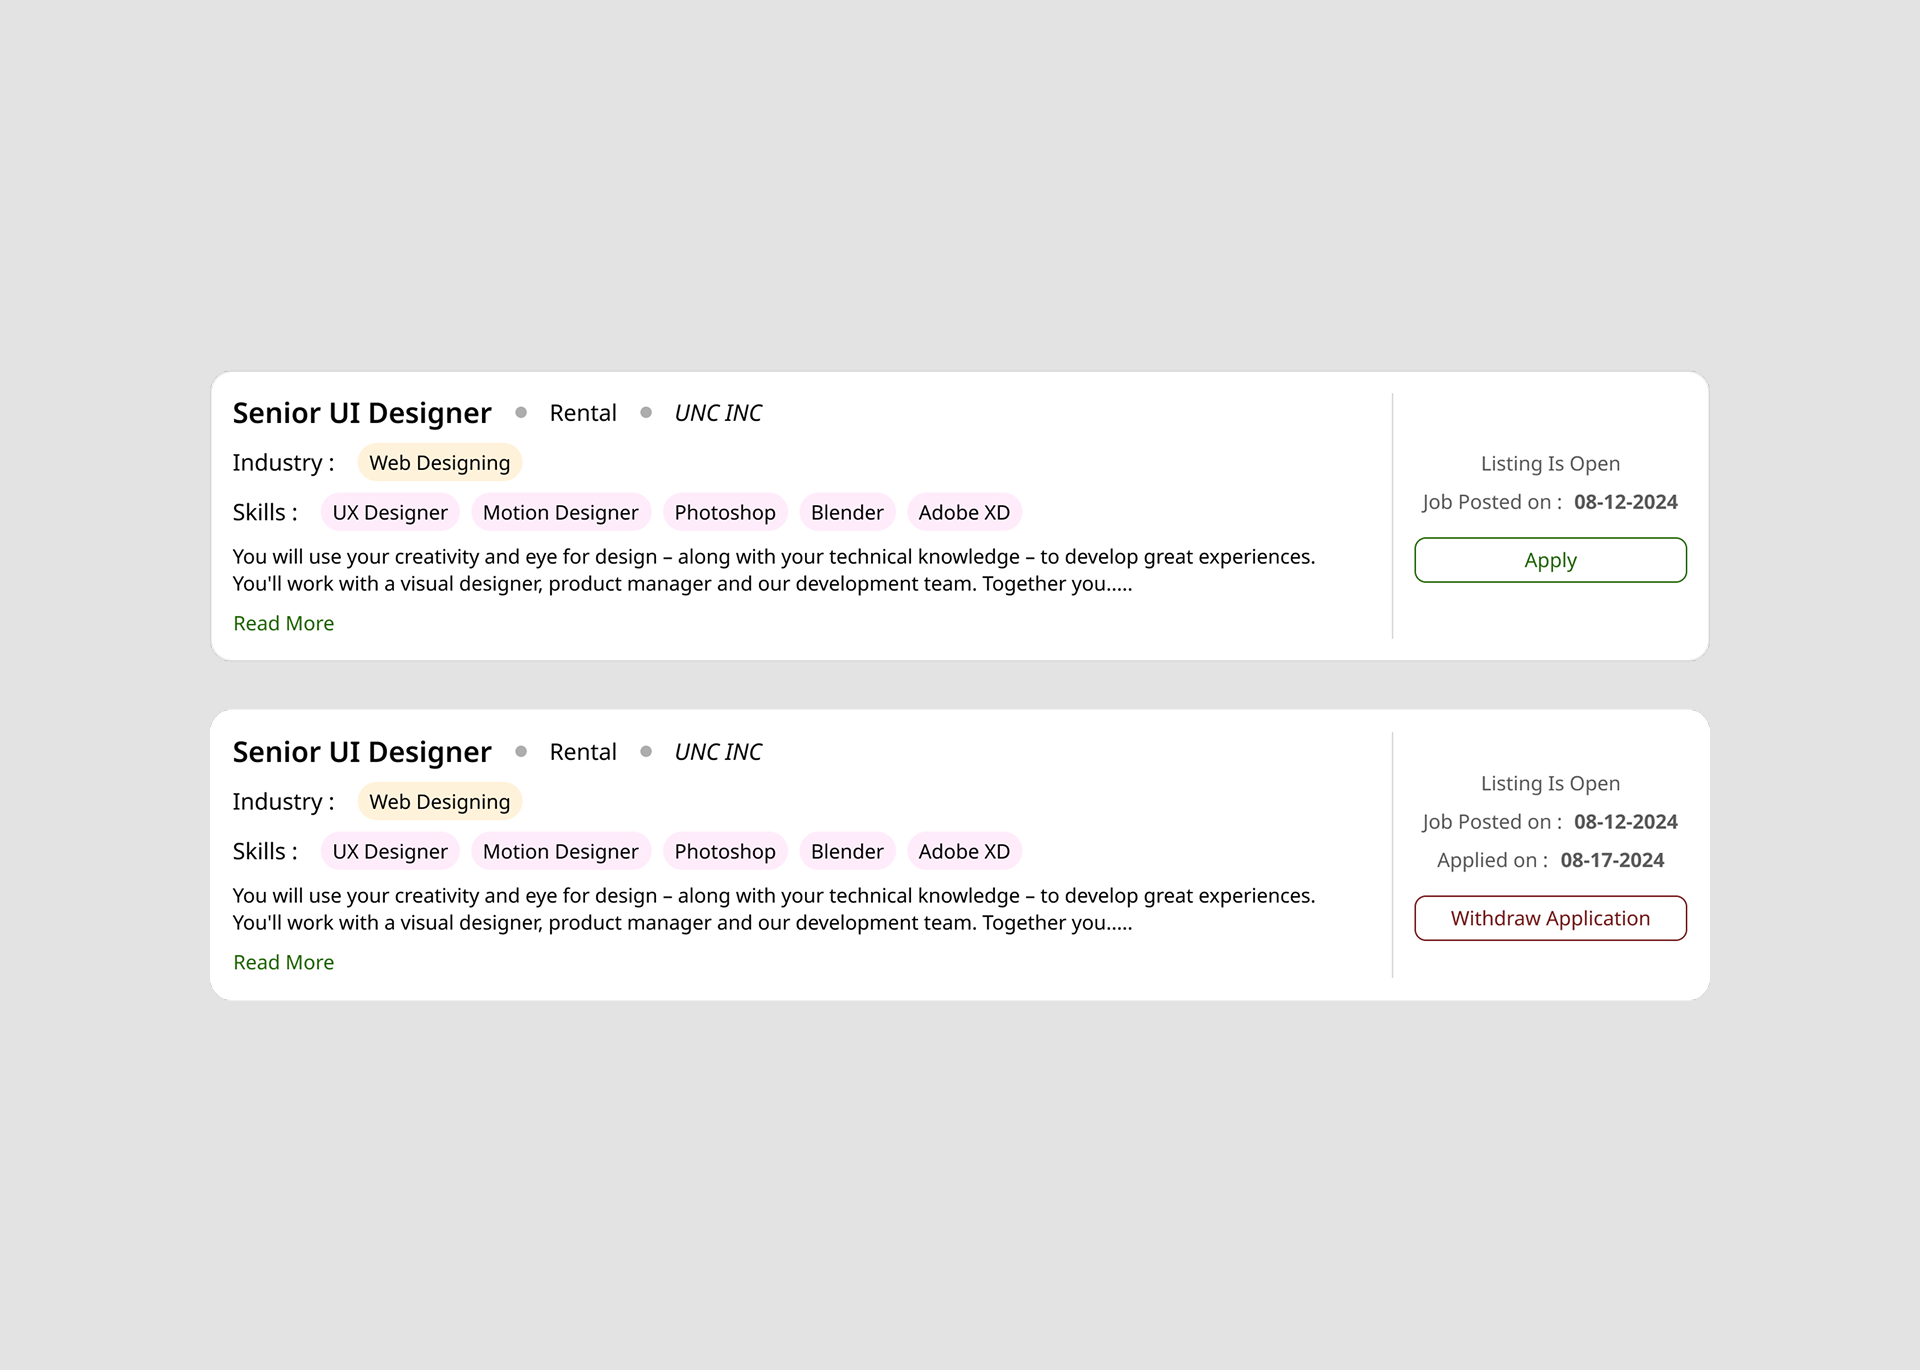 Senior UI Designer Rental UNC INC
Industry : Web Designing
Skills : UX Designer Motion Designer Photoshop Blender Adobe XD
You will use your creativity and eye for design – along with your technical knowledge – to develop great experiences.
You'll work with a visual designer, product manager and our development team. Together you.....
Read More
Listing Is Open
Job Posted on : 08-12-2024
Apply
Senior UI Designer Rental UNC INC
Industry : Web Designing
Skills : UX Designer Motion Designer Photoshop Blender Adobe XD
You will use your creativity and eye for design – along with your technical knowledge – to develop great experiences.
You'll work with a visual designer, product manager and our development team. Together you.....
Read More
Listing Is Open
Job Posted on : 08-12-2024
Applied on : 08-17-2024
Withdraw Application